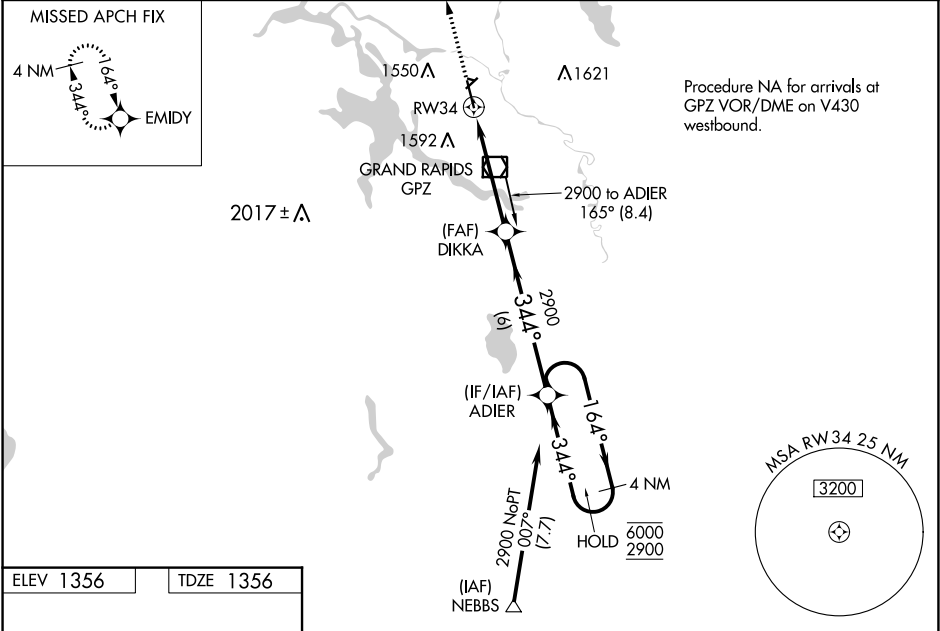 MISSED APCH FIX
4 NM
164°
344°
EMIDY
1550
1621
RW34
1592
GRAND RAPIDS
GPZ
Procedure NA for arrivals at
GPZ VOR/DME on V430
westbound.
2900 to ADIER
165° (8.4)
2017 ±
(FAF)
DIKKA
2900
344°
(6)
(IF/IAF)
ADIER
164°
344°
4 NM
HOLD
6000
2900
2900 NoPT
007°
(7.7)
(IAF)
NEBBS
MSA RW34 25 NM
3200
ELEV 1356
TDZE 1356